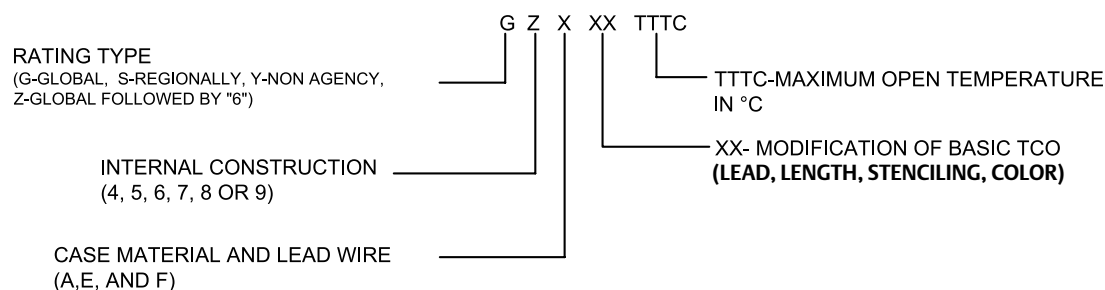 G Z X XX TTTC
RATING TYPE
(G-GLOBAL, S-REGIONALLY, Y-NON AGENCY,
Z-GLOBAL FOLLOWED BY "6")
TTTC-MAXIMUM OPEN TEMPERATURE
IN °C
XX- MODIFICATION OF BASIC TCO
(LEAD, LENGTH, STENCILING, COLOR)
INTERNAL CONSTRUCTION
(4, 5, 6, 7, 8 OR 9)
CASE MATERIAL AND LEAD WIRE
(A,E, AND F)